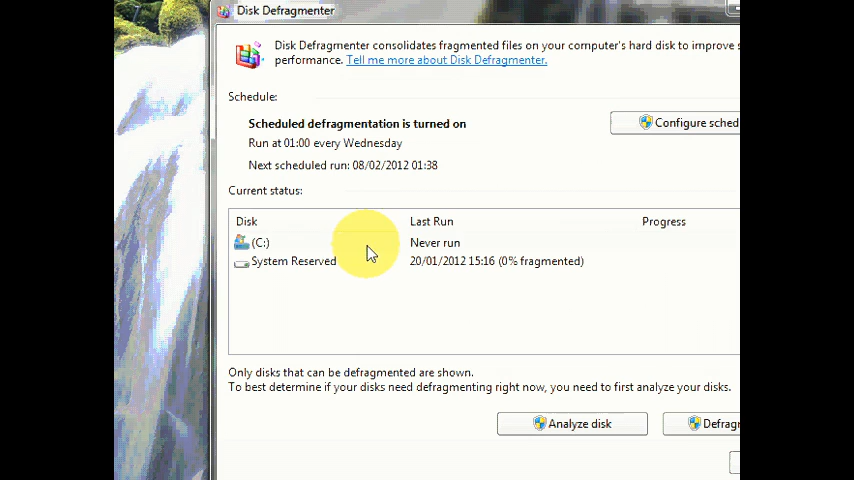 Disk Defragmenter
Disk Defragmenter consolidates fragmented files on your computer's hard disk to improve s
performance. Tell me more about Disk Defragmenter.
Schedule:
Scheduled defragmentation is turned on
Configure sched
Run at 01:00 every Wednesday
Next scheduled run: 08/02/2012 01:38
Current status:
Disk Last Run Progress
(C:) Never run
System Reserved 20/01/2012 15:16 (0% fragmented)
Only disks that can be defragmented are shown.
To best determine if your disks need defragmenting right now, you need to first analyze your disks.
Analyze disk Defragr